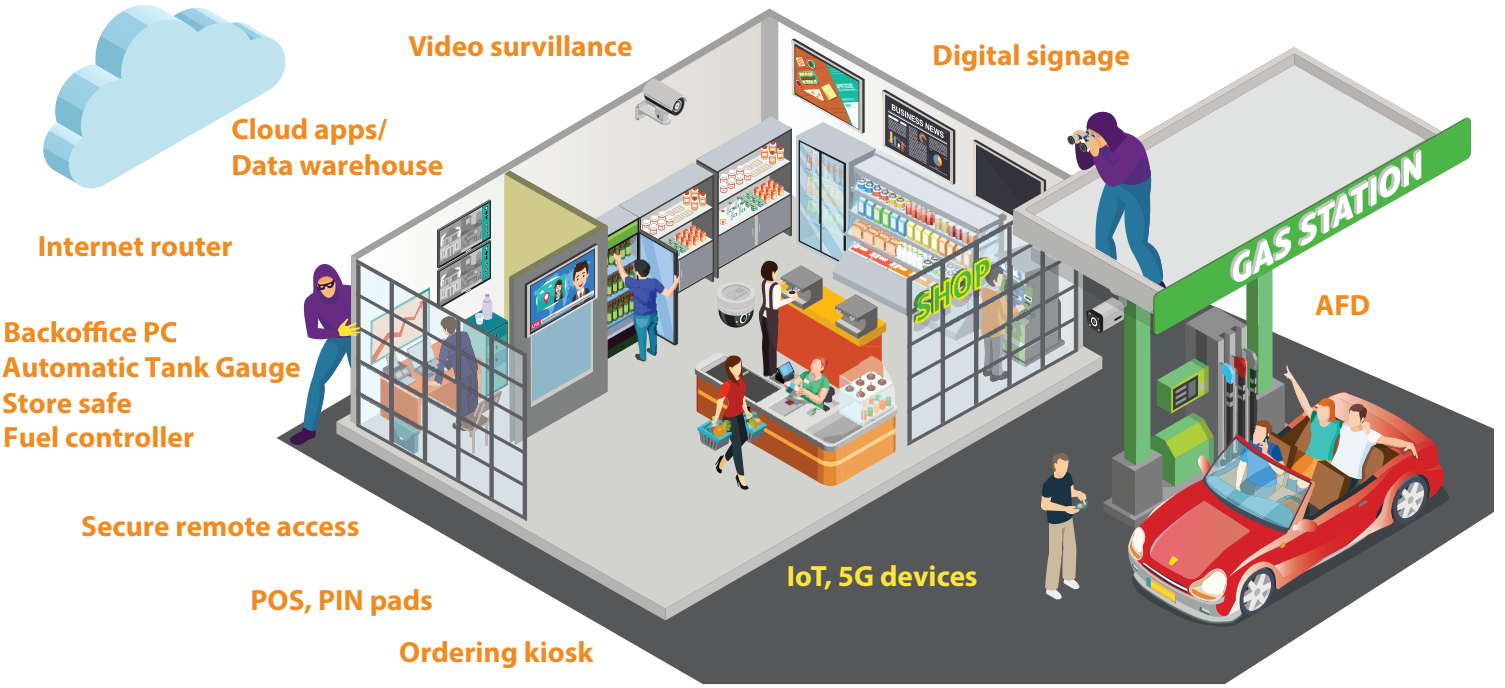 Video survillance
Digital signage
Cloud apps/
Data warehouse
BUSINESS NEWS
Internet router
GAS STATION
SHOP
AFD
LIVE
Backoffice PC
Automatic Tank Gauge
Store safe
Fuel controller
Secure remote access
IoT, 5G devices
POS, PIN pads
Ordering kiosk